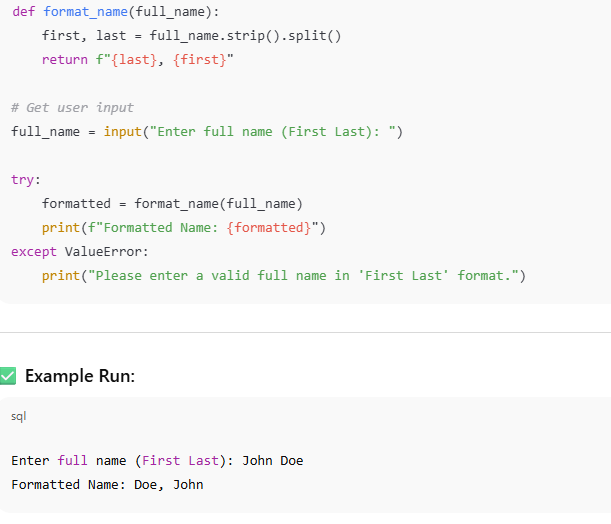 def format_name(full_name):
    first, last = full_name.strip().split()
    return f"{last}, {first}"
# Get user input
full_name = input("Enter full name (First Last): ")
try:
    formatted = format_name(full_name)
    print(f"Formatted Name: {formatted}")
except ValueError:
    print("Please enter a valid full name in 'First Last' format.")
✅ Example Run:
sql
Enter full name (First Last): John Doe
Formatted Name: Doe, John